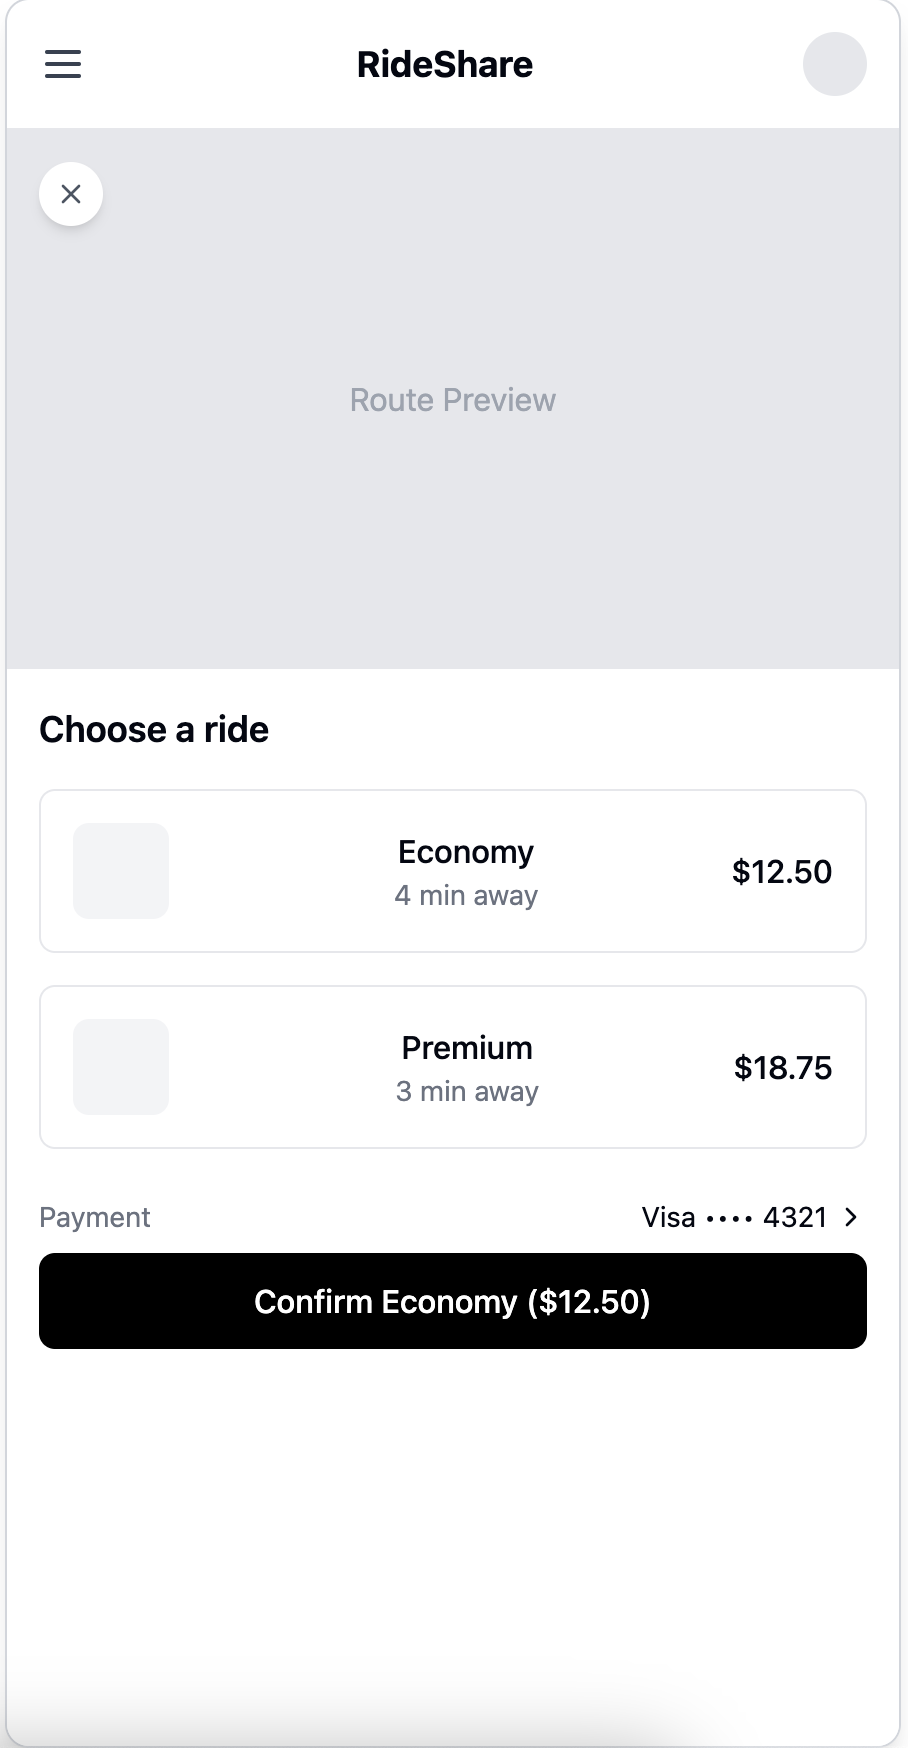 RideShare
Route Preview
Choose a ride
Economy
4 min away
$12.50
Premium
3 min away
$18.75
Payment
Visa •••• 4321
Confirm Economy ($12.50)